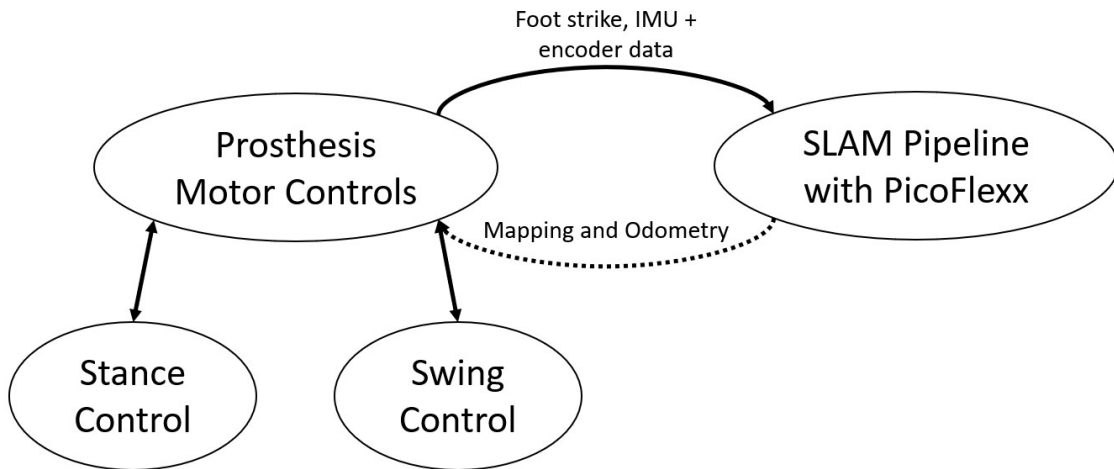 Foot strike, IMU +
encoder data
Prosthesis
Motor Controls
SLAM Pipeline
with PicoFlexx
Mapping and Odometry
Stance
Control
Swing
Control